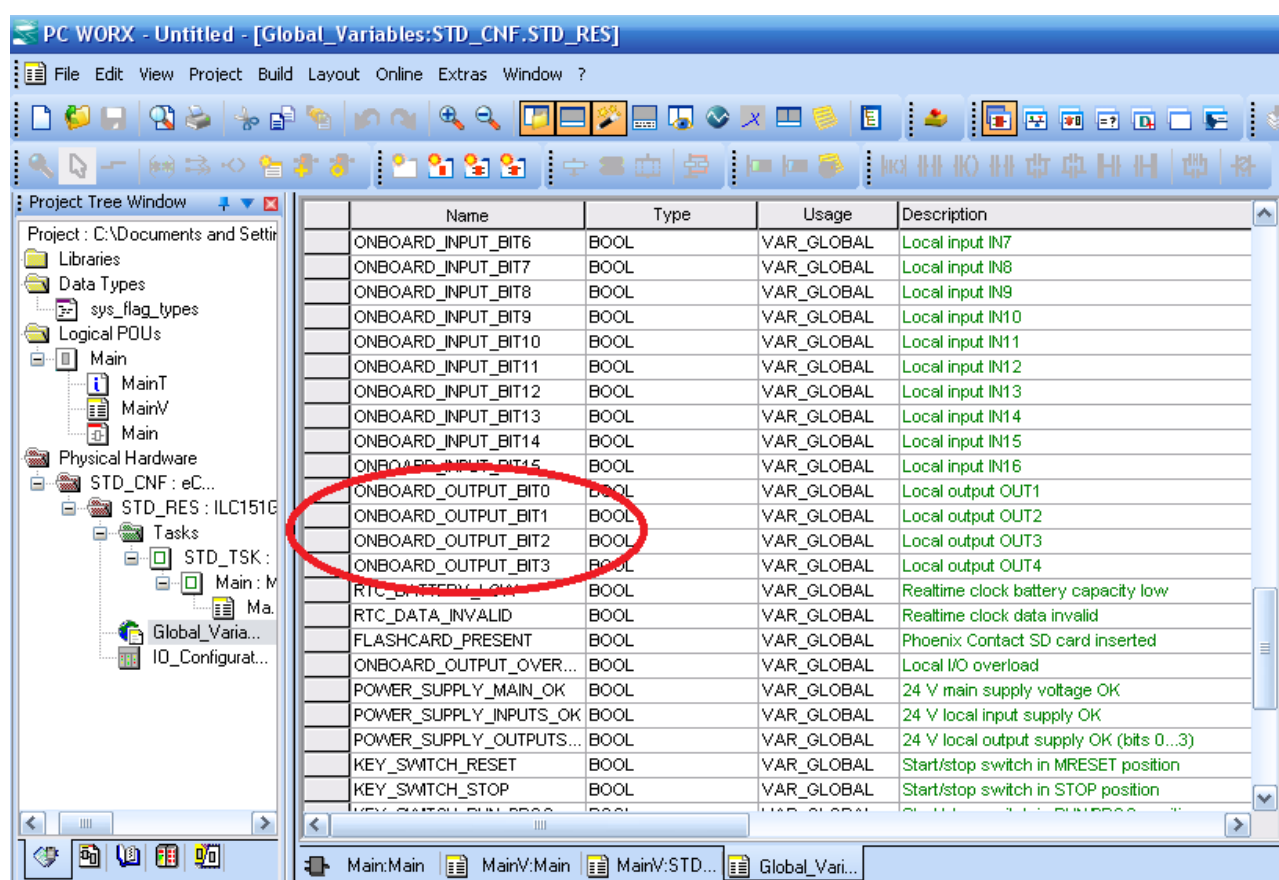 PC WORX - Untitled - [Global_Variables:STD_CNF.STD_RES]
File Edit View Project Build Layout Online Extras Window ?
Project Tree Window
Project : C:\Documents and Settin
Libraries
Data Types
sys_flag_types
Logical POUs
Main
MainT
MainV
Main
Physical Hardware
STD_CNF : eC...
STD_RES : ILC151G
Tasks
STD_TSK :
Main : M
Ma.
Global_Varia...
IO_Configurat...
Name Type Usage Description
ONBOARD_INPUT_BIT6 BOOL VAR_GLOBAL Local input IN7
ONBOARD_INPUT_BIT7 BOOL VAR_GLOBAL Local input IN8
ONBOARD_INPUT_BIT8 BOOL VAR_GLOBAL Local input IN9
ONBOARD_INPUT_BIT9 BOOL VAR_GLOBAL Local input IN10
ONBOARD_INPUT_BIT10 BOOL VAR_GLOBAL Local input IN11
ONBOARD_INPUT_BIT11 BOOL VAR_GLOBAL Local input IN12
ONBOARD_INPUT_BIT12 BOOL VAR_GLOBAL Local input IN13
ONBOARD_INPUT_BIT13 BOOL VAR_GLOBAL Local input IN14
ONBOARD_INPUT_BIT14 BOOL VAR_GLOBAL Local input IN15
ONBOARD_INPUT_BIT15 BOOL VAR_GLOBAL Local input IN16
ONBOARD_OUTPUT_BIT0 BOOL VAR_GLOBAL Local output OUT1
ONBOARD_OUTPUT_BIT1 BOOL VAR_GLOBAL Local output OUT2
ONBOARD_OUTPUT_BIT2 BOOL VAR_GLOBAL Local output OUT3
ONBOARD_OUTPUT_BIT3 BOOL VAR_GLOBAL Local output OUT4
RTC_BATTERY_LOW BOOL VAR_GLOBAL Realtime clock battery capacity low
RTC_DATA_INVALID BOOL VAR_GLOBAL Realtime clock data invalid
FLASHCARD_PRESENT BOOL VAR_GLOBAL Phoenix Contact SD card inserted
ONBOARD_OUTPUT_OVER... BOOL VAR_GLOBAL Local I/O overload
POWER_SUPPLY_MAIN_OK BOOL VAR_GLOBAL 24 V main supply voltage OK
POWER_SUPPLY_INPUTS_OK BOOL VAR_GLOBAL 24 V local input supply OK
POWER_SUPPLY_OUTPUTS... BOOL VAR_GLOBAL 24 V local output supply OK (bits 0...3)
KEY_SWITCH_RESET BOOL VAR_GLOBAL Start/stop switch in MRESET position
KEY_SWITCH_STOP BOOL VAR_GLOBAL Start/stop switch in STOP position
Main:Main MainV:Main MainV:STD... Global_Vari...